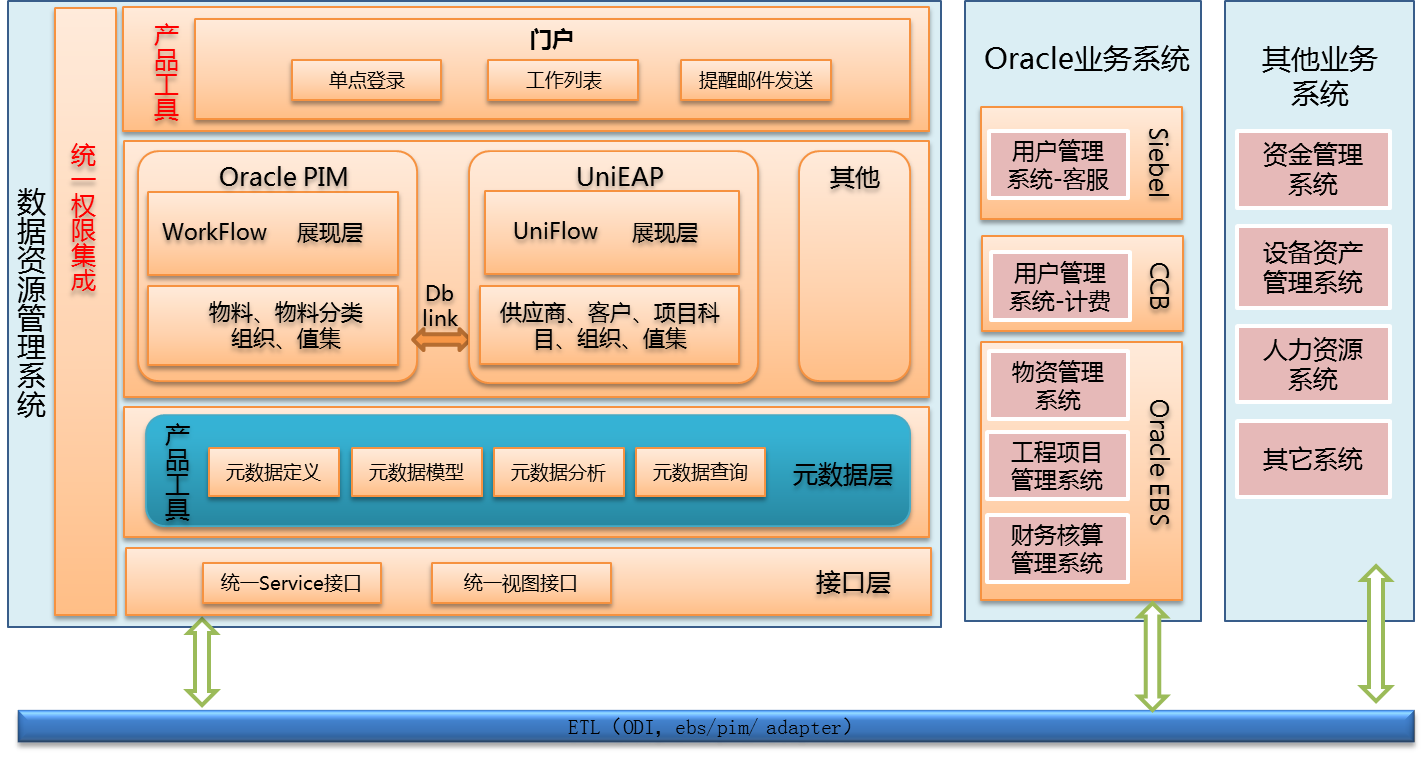 数据资源管理系统
统一权限集成
产品工具
门户
单点登录
工作列表
提醒邮件发送
Oracle PIM
WorkFlow 展现层
物料、物料分类
组织、值集
Db
link
UniEAP
UniFlow 展现层
供应商、客户、项目科
目、组织、值集
其他
产品工具
元数据定义
元数据模型
元数据分析
元数据查询
元数据层
统一Service接口
统一视图接口
接口层
Oracle业务系统
用户管理
系统-客服
Siebel
用户管理
系统-计费
CCB
物资管理
系统
工程项目
管理系统
财务核算
管理系统
Oracle EBS
其他业务
系统
资金管理
系统
设备资产
管理系统
人力资源
系统
其它系统
ETL（ODI, ebs/pim/ adapter）